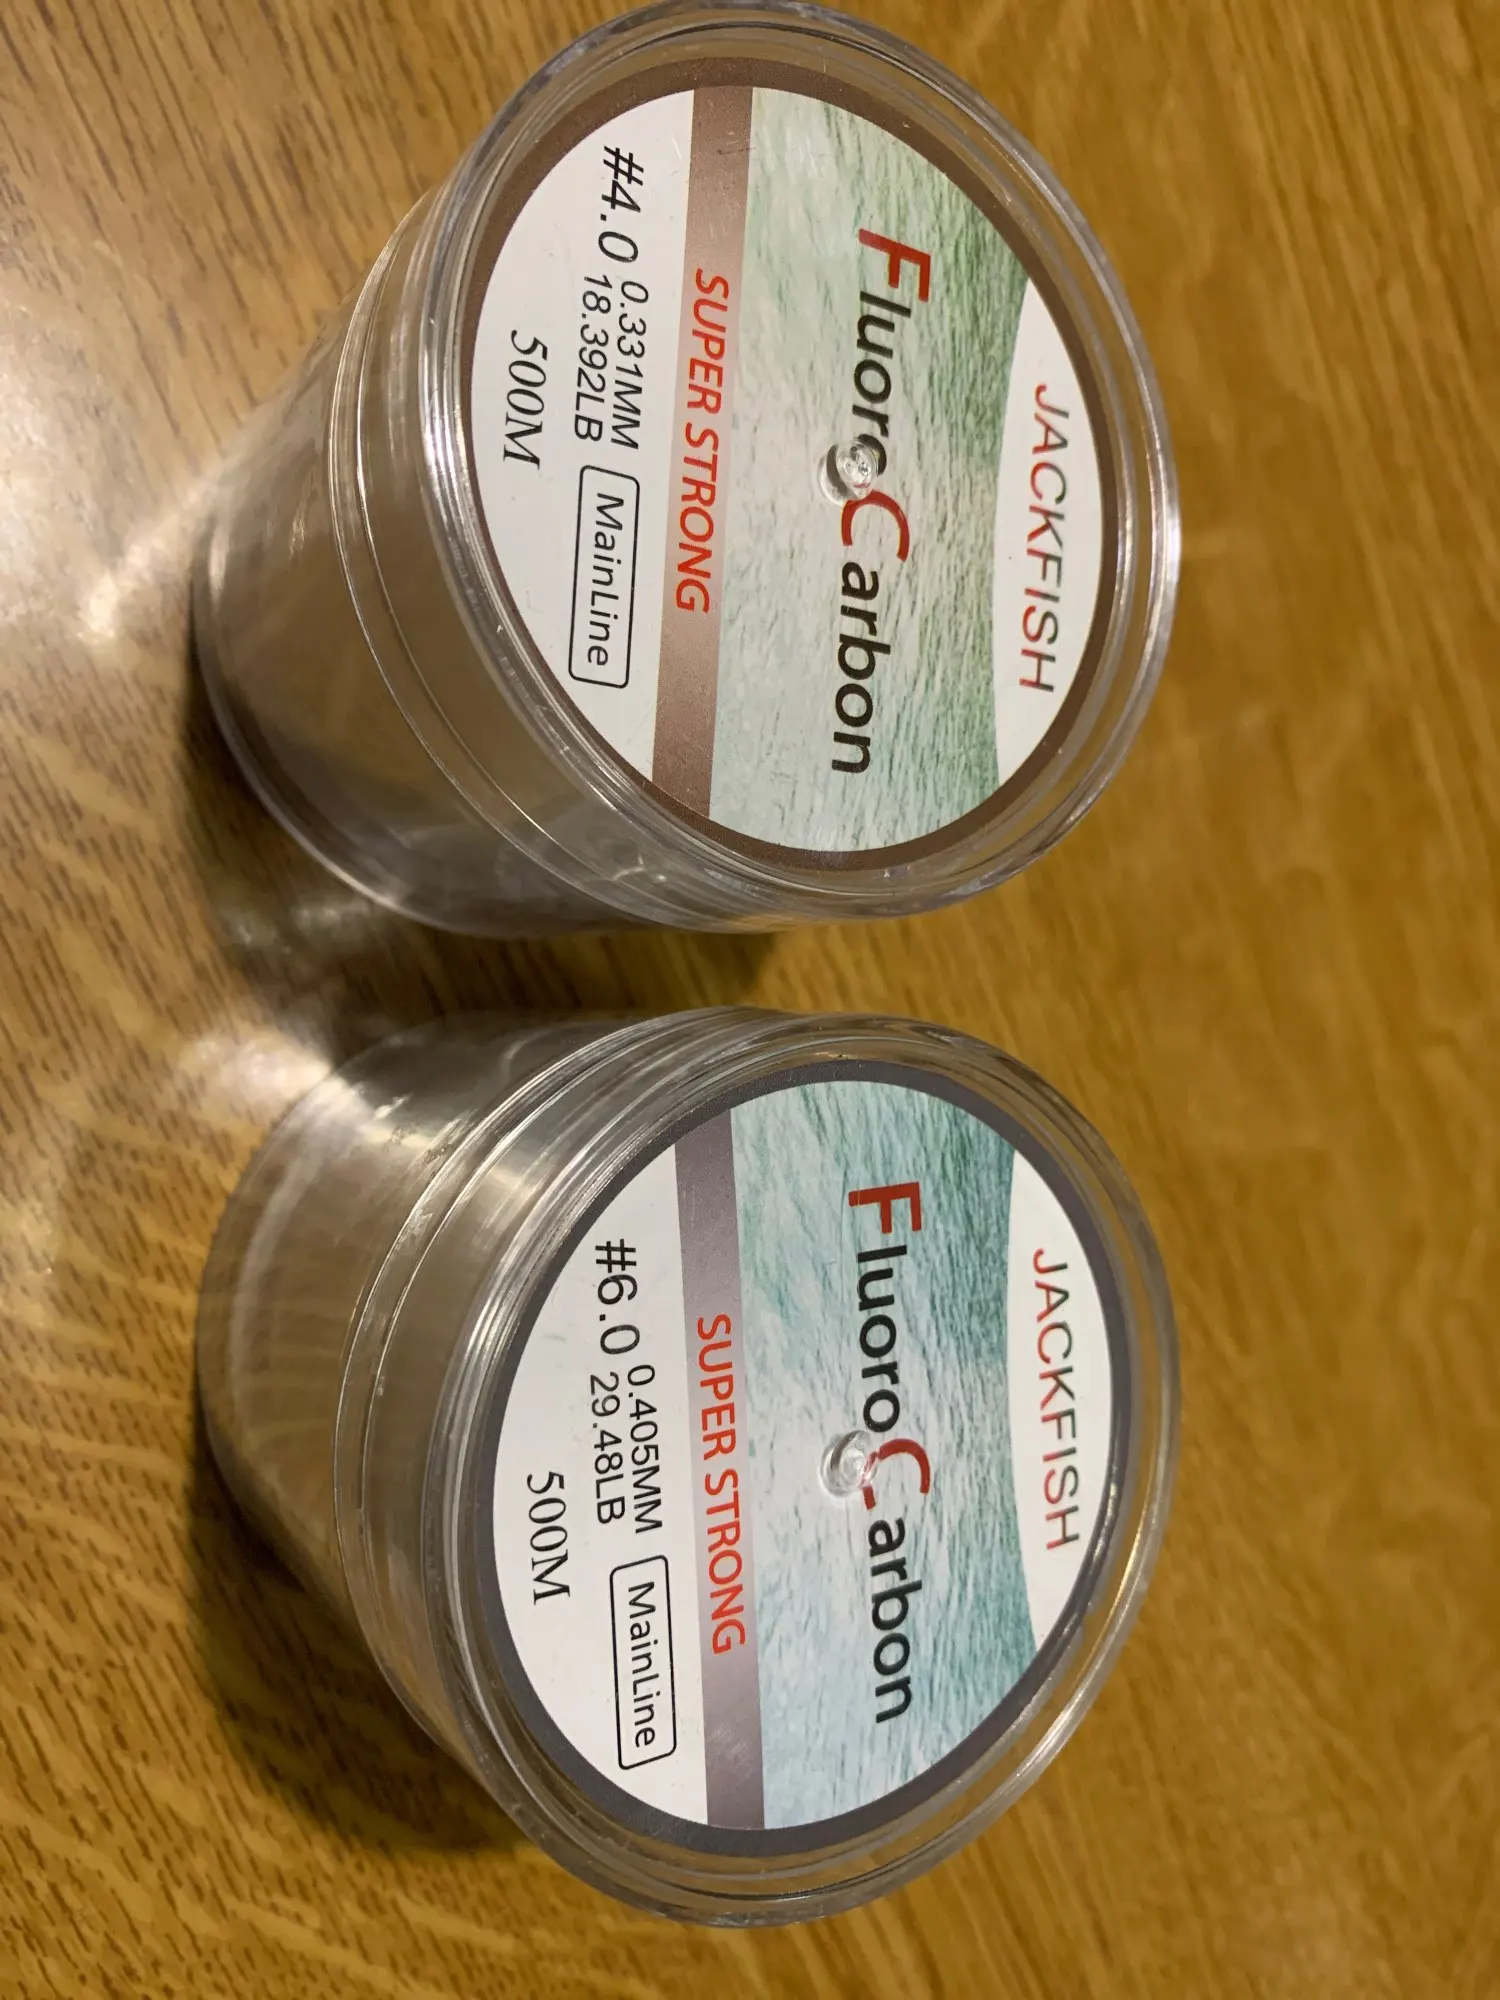 JACKFISH
FluoroCarbon
SUPER STRONG
#4.0 0.331MM
18.392LB
MainLine
500M
JACKFISH
FluoroCarbon
SUPER STRONG
#6.0 0.405MM
29.48LB
MainLine
500M